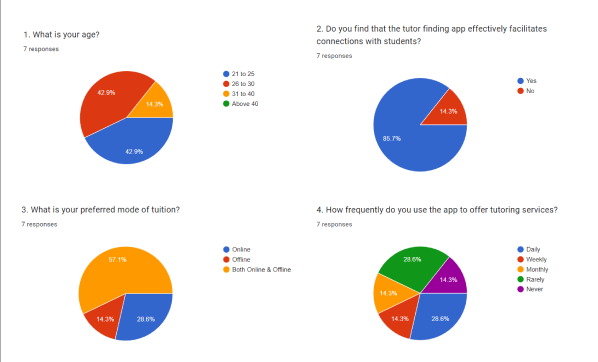 1. What is your age?
7 responses
21 to 25
26 to 30
31 to 40
Above 40
42.9%
14.3%
42.9%
2. Do you find that the tutor finding app effectively facilitates
connections with students?
7 responses
Yes
No
14.3%
85.7%
3. What is your preferred mode of tuition?
7 responses
Online
Offline
Both Online & Offline
57.1%
14.3%
28.6%
4. How frequently do you use the app to offer tutoring services?
7 responses
Daily
Weekly
Monthly
Rarely
Never
28.6%
14.3%
14.3%
14.3%
28.6%